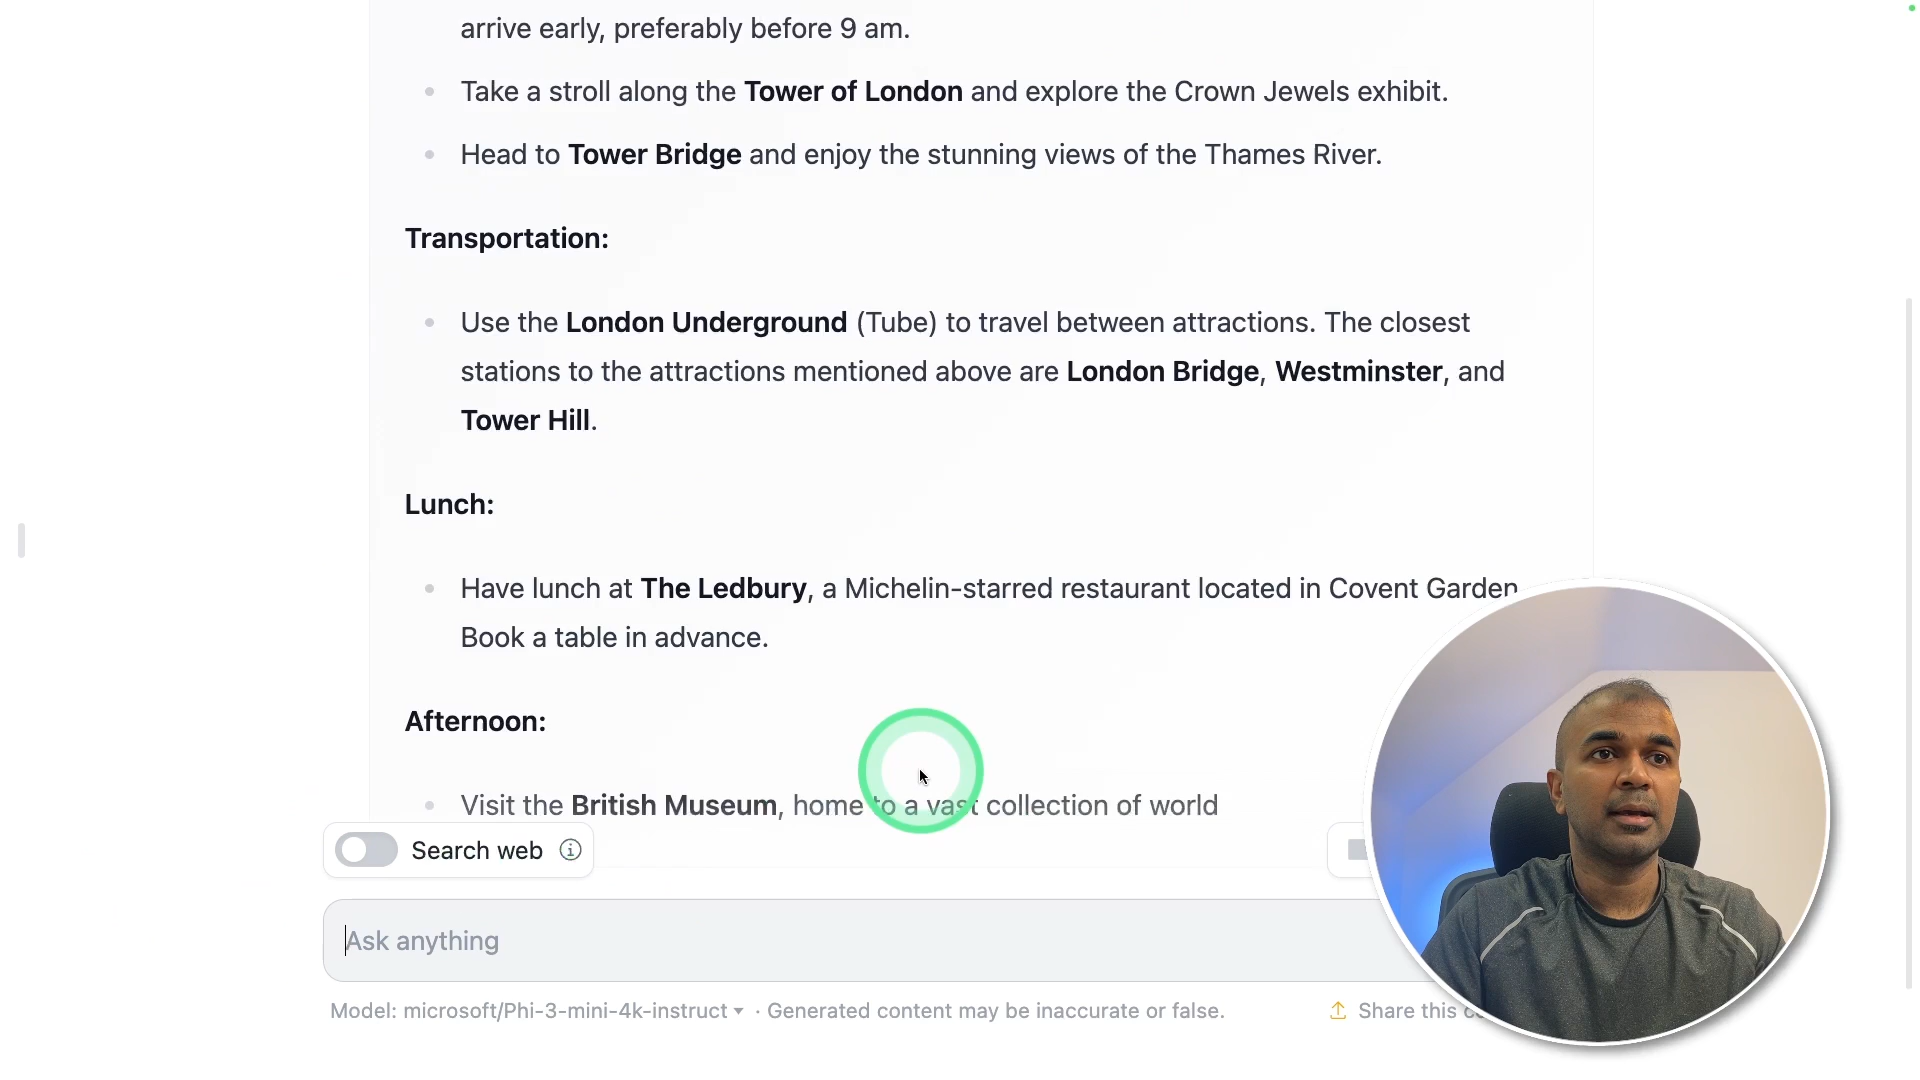 arrive early, preferably before 9 am.
Take a stroll along the Tower of London and explore the Crown Jewels exhibit.
Head to Tower Bridge and enjoy the stunning views of the Thames River.
Transportation:
Use the London Underground (Tube) to travel between attractions. The closest
stations to the attractions mentioned above are London Bridge, Westminster, and
Tower Hill.
Lunch:
Have lunch at The Ledbury, a Michelin-starred restaurant located in Covent Garden
Book a table in advance.
Afternoon:
Visit the British Museum, home to a vast collection of world
Search web
Ask anything
Model: microsoft/Phi-3-mini-4k-instruct · Generated content may be inaccurate or false.
Share this